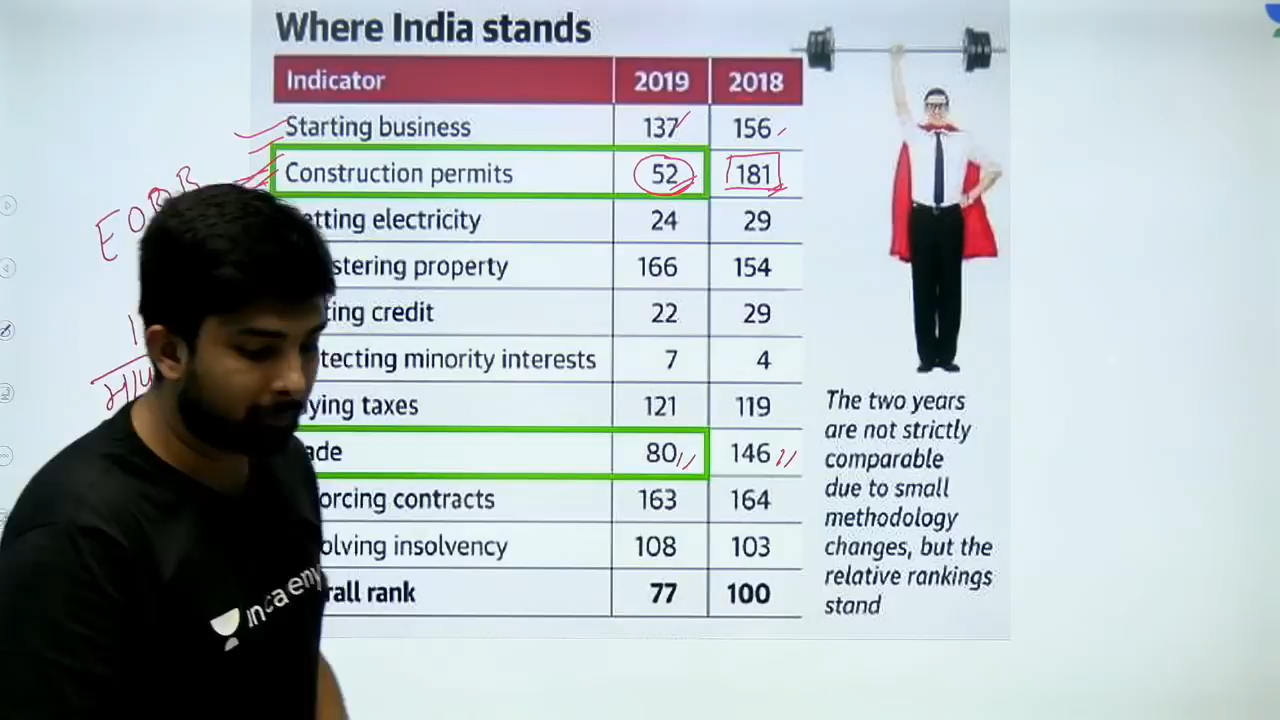 Where India stands
Indicator 2019 2018
Starting business 137 156
Construction permits 52 181
etting electricity 24 29
stering property 166 154
ing credit 22 29
tecting minority interests 7 4
ying taxes 121 119
ade 80 146
orcing contracts 163 164
olving insolvency 108 103
rall rank 77 100
The two years
are not strictly
comparable
due to small
methodology
changes, but the
relative rankings
stand